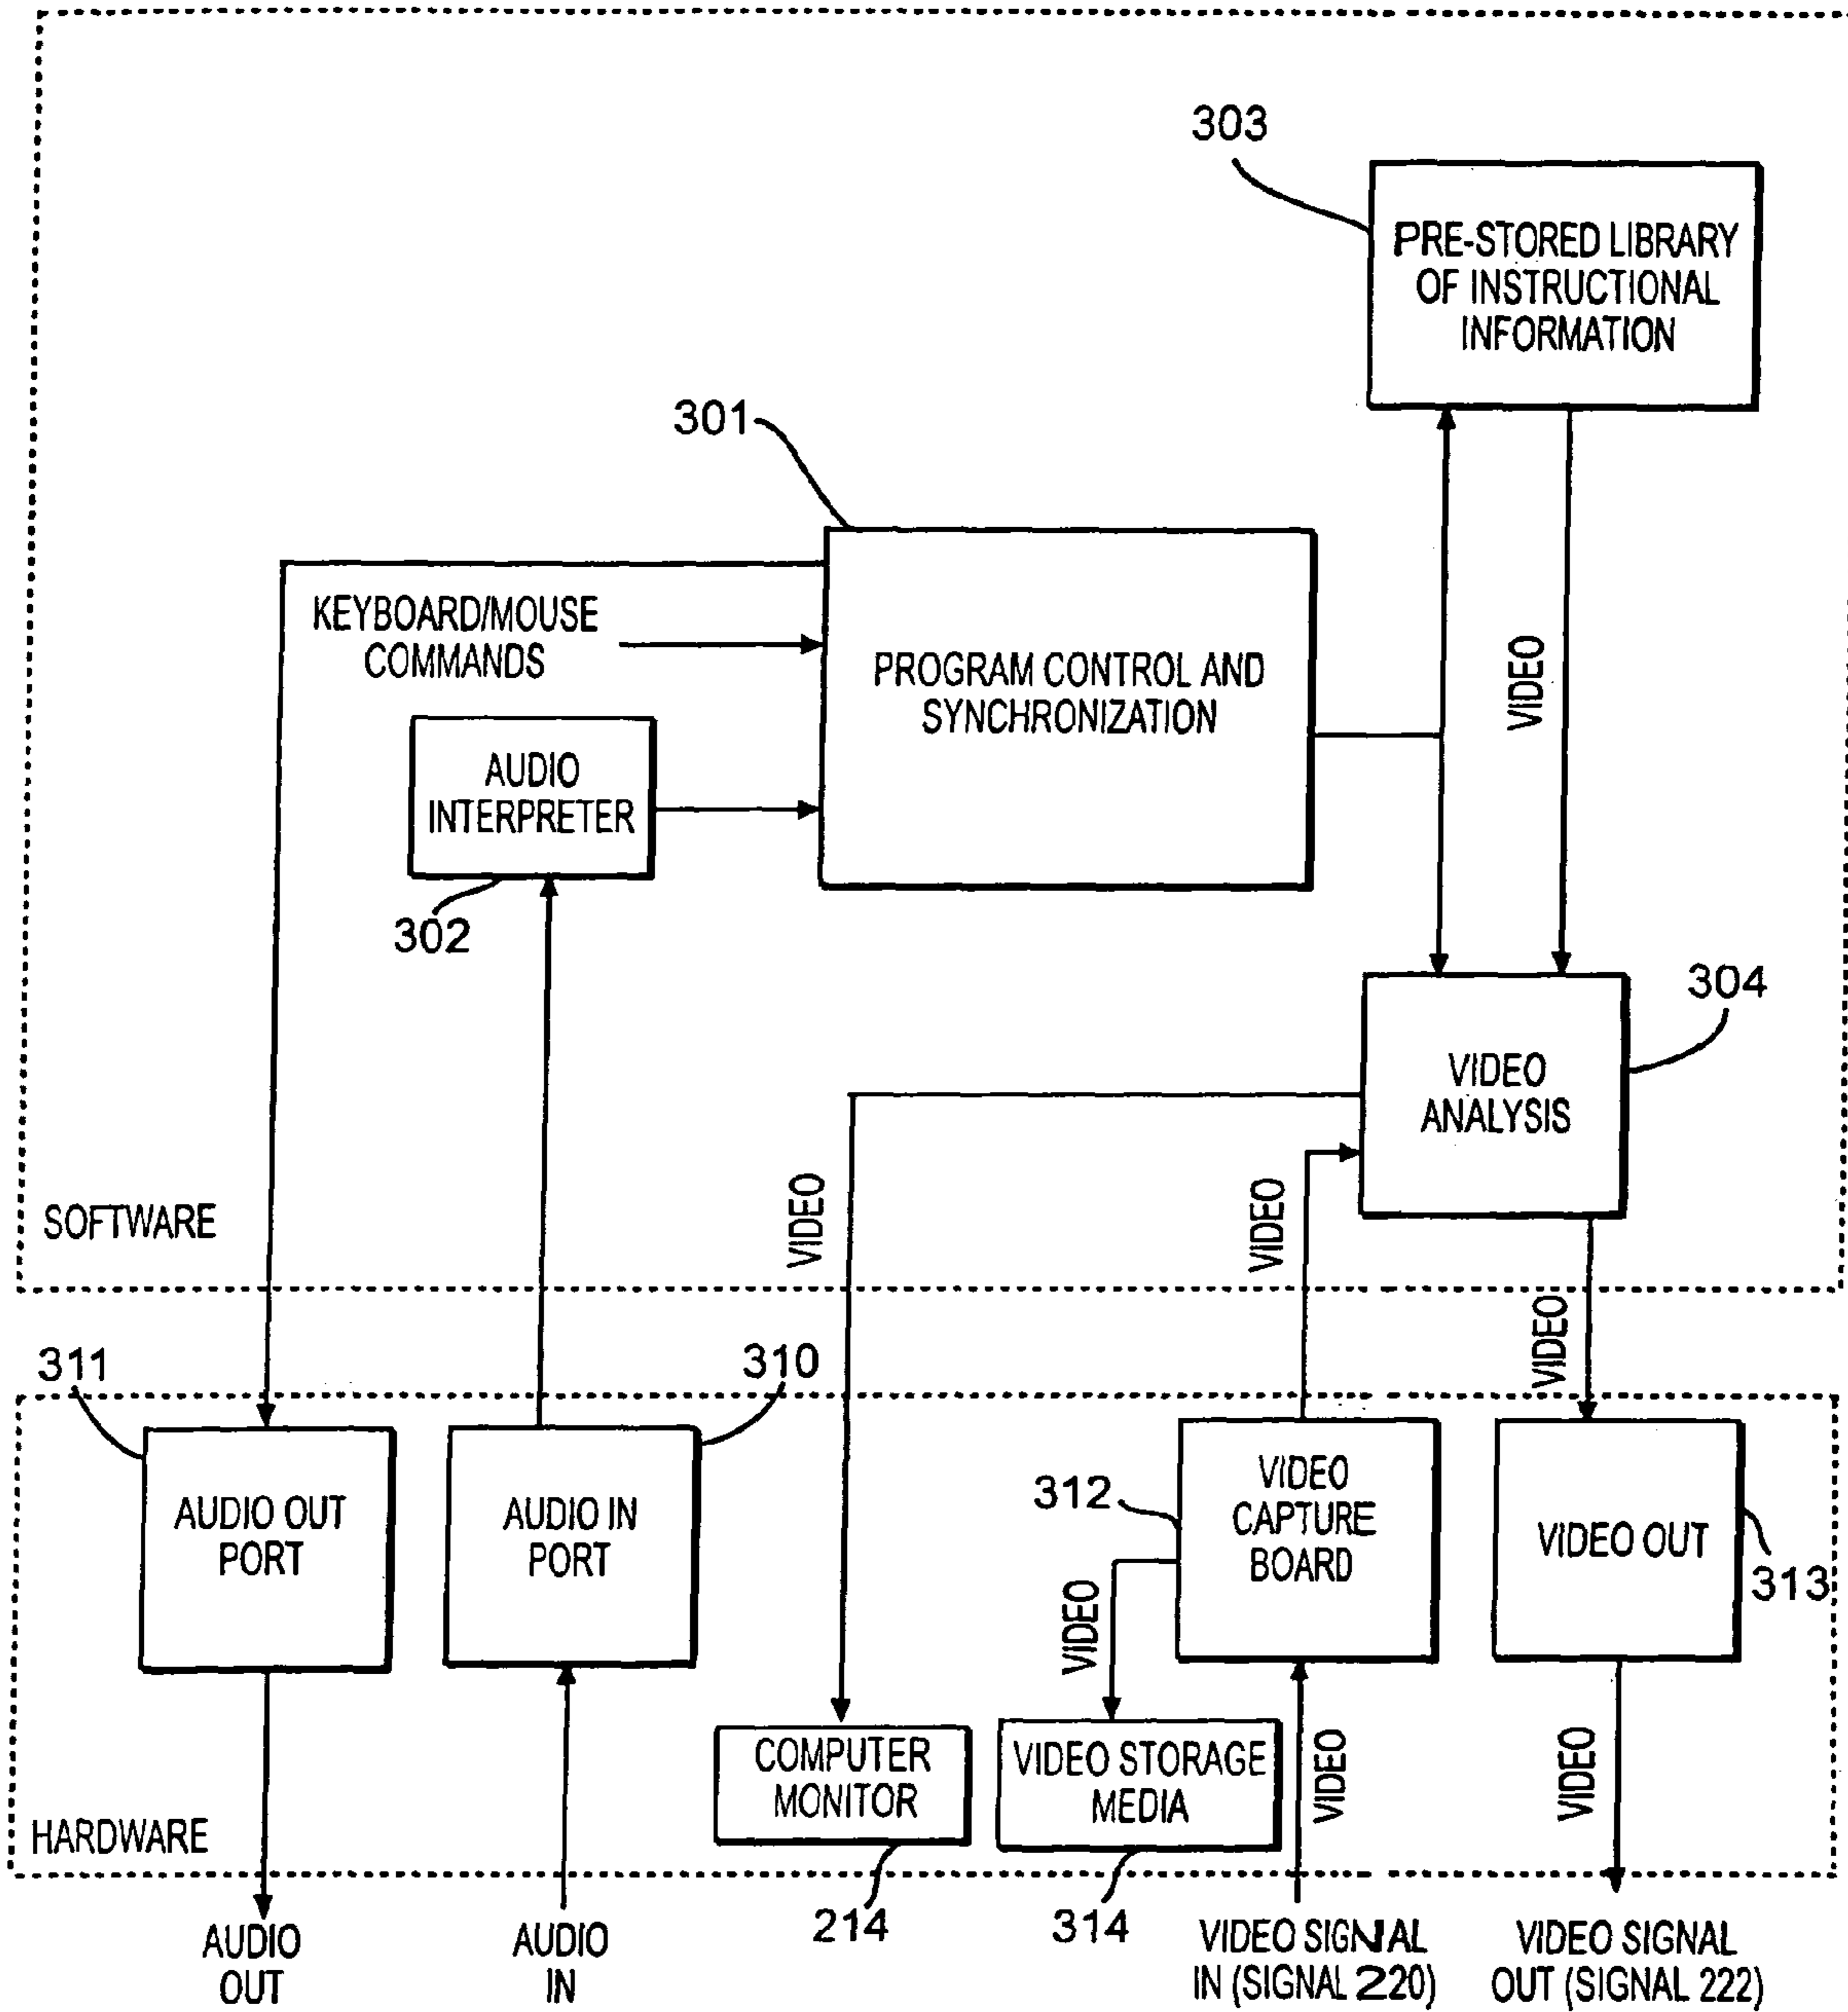 303
PRE-STORED LIBRARY
OF INSTRUCTIONAL
INFORMATION
301
KEYBOARD/MOUSE
COMMANDS
PROGRAM CONTROL AND
SYNCHRONIZATION
VIDEO
AUDIO
INTERPRETER
302
304
VIDEO
ANALYSIS
VIDEO
VIDEO
SOFTWARE
VIDEO
311
310
AUDIO OUT
PORT
AUDIO IN
PORT
312
VIDEO
CAPTURE
BOARD
VIDEO OUT
313
VIDEO
COMPUTER
MONITOR
VIDEO STORAGE
MEDIA
VIDEO
VIDEO
HARDWARE
214
314
AUDIO
OUT
AUDIO
IN
VIDEO SIGNAL
IN (SIGNAL 220)
VIDEO SIGNAL
OUT (SIGNAL 222)